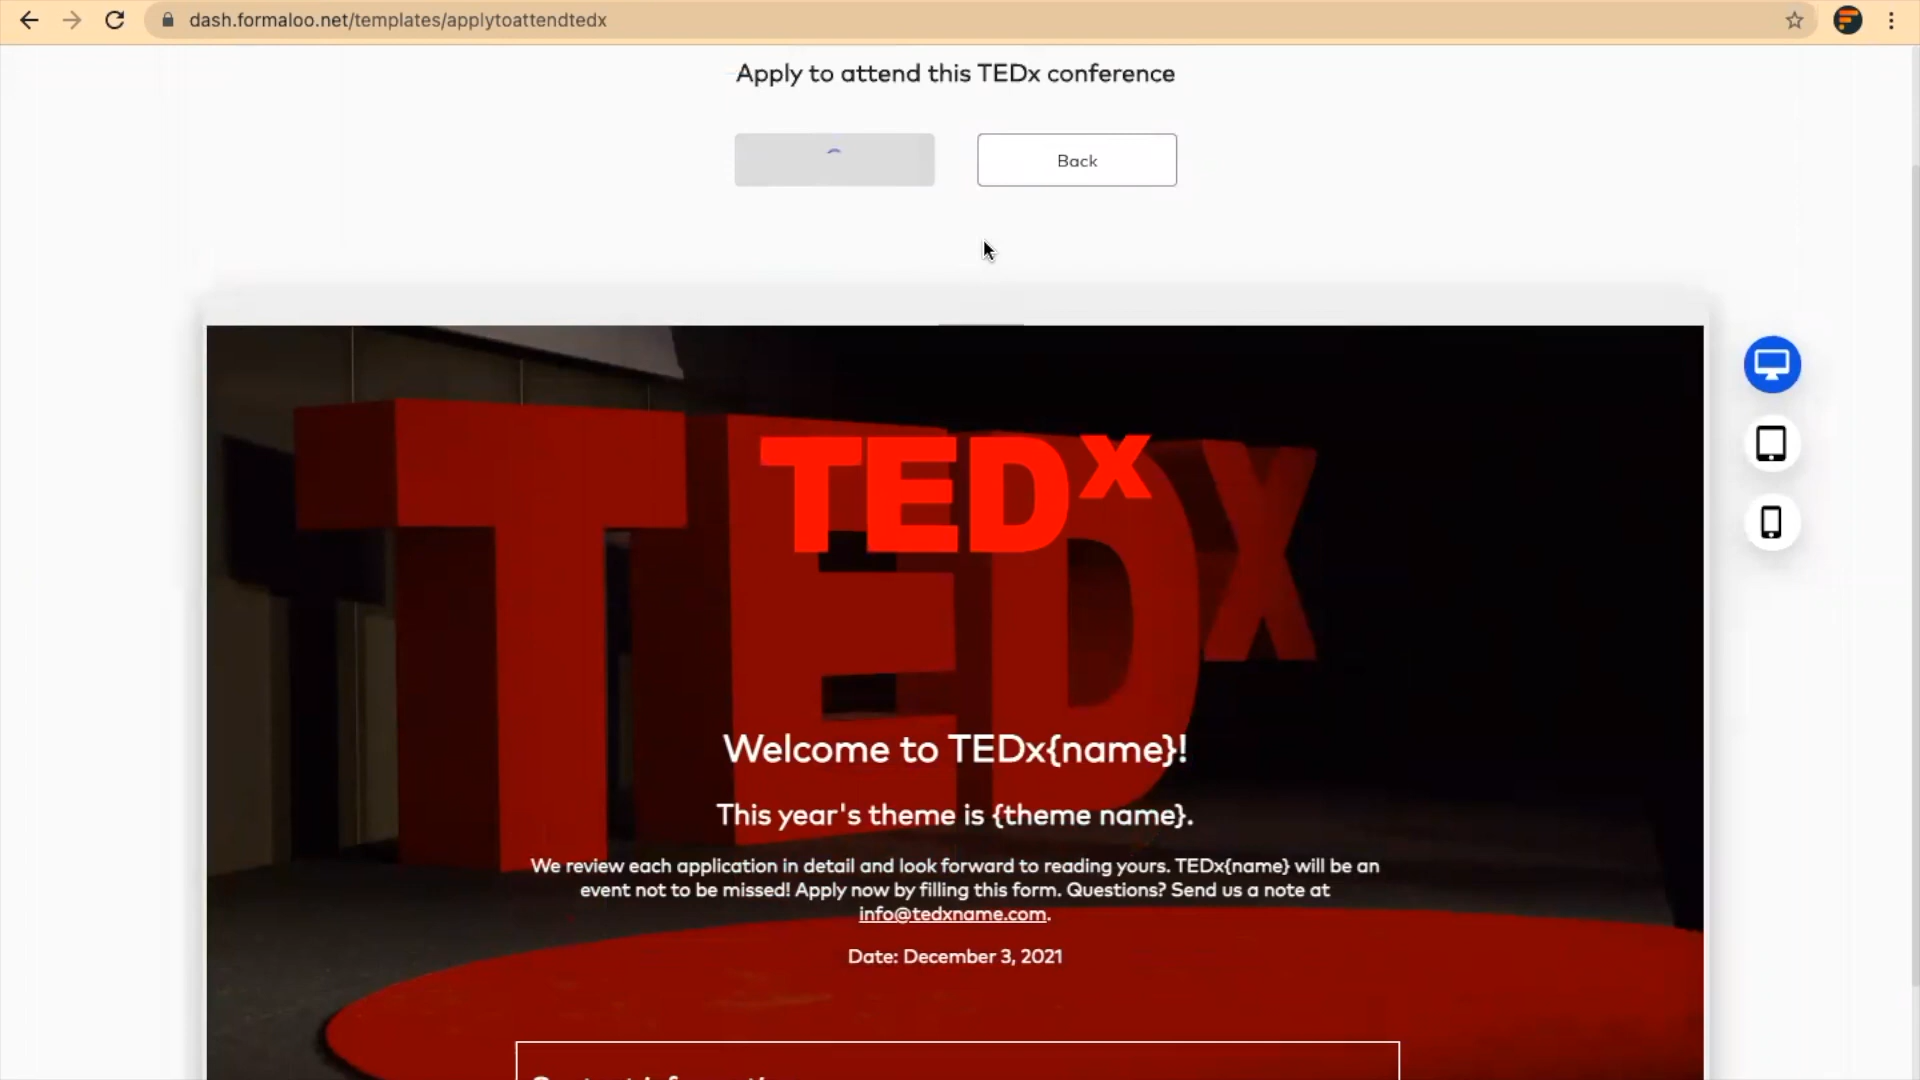 dash.formaloo.net/templates/applytoattendtedx
Apply to attend this TEDx conference
Back
TEDx
TEDx
Welcome to TEDx{name}!
This year's theme is {theme name}.
We review each application in detail and look forward to reading yours. TEDx{name} will be an
event not to be missed! Apply now by filling this form. Questions? Send us a note at
info@tedxname.com.
Date: December 3, 2021